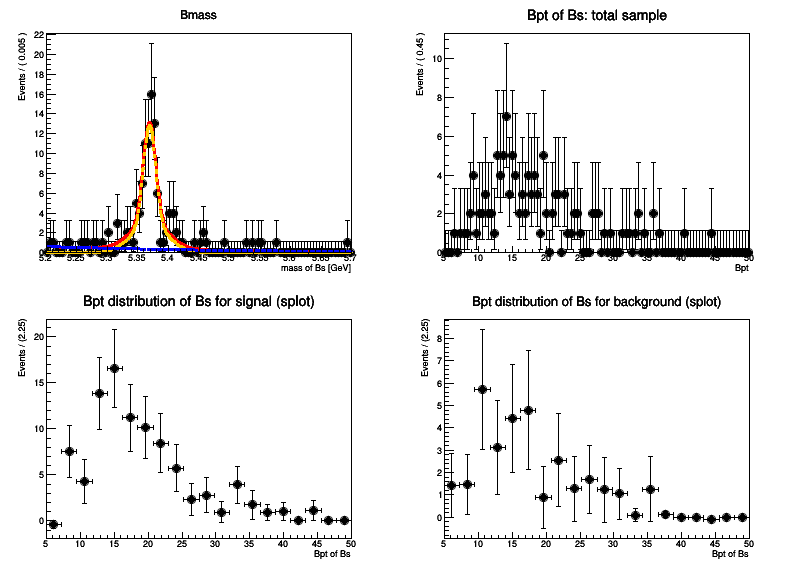 Bmass
Events / ( 0.005 )
22
20
18
16
14
12
10
8
6
4
2
0
5.2 5.25 5.3 5.35 5.4 5.45 5.5 5.55 5.6 5.65 5.7
mass of Bs [GeV]
Bpt of Bs: total sample
Events / ( 0.45 )
10
8
6
4
2
0
5 10 15 20 25 30 35 40 45 50
Bpt
Bpt distribution of Bs for signal (splot)
Events / (2.25)
20
15
10
5
0
5 10 15 20 25 30 35 40 45 50
Bpt of Bs
Bpt distribution of Bs for background (splot)
Events / (2.25)
8
7
6
5
4
3
2
1
0
5 10 15 20 25 30 35 40 45 50
Bpt of Bs